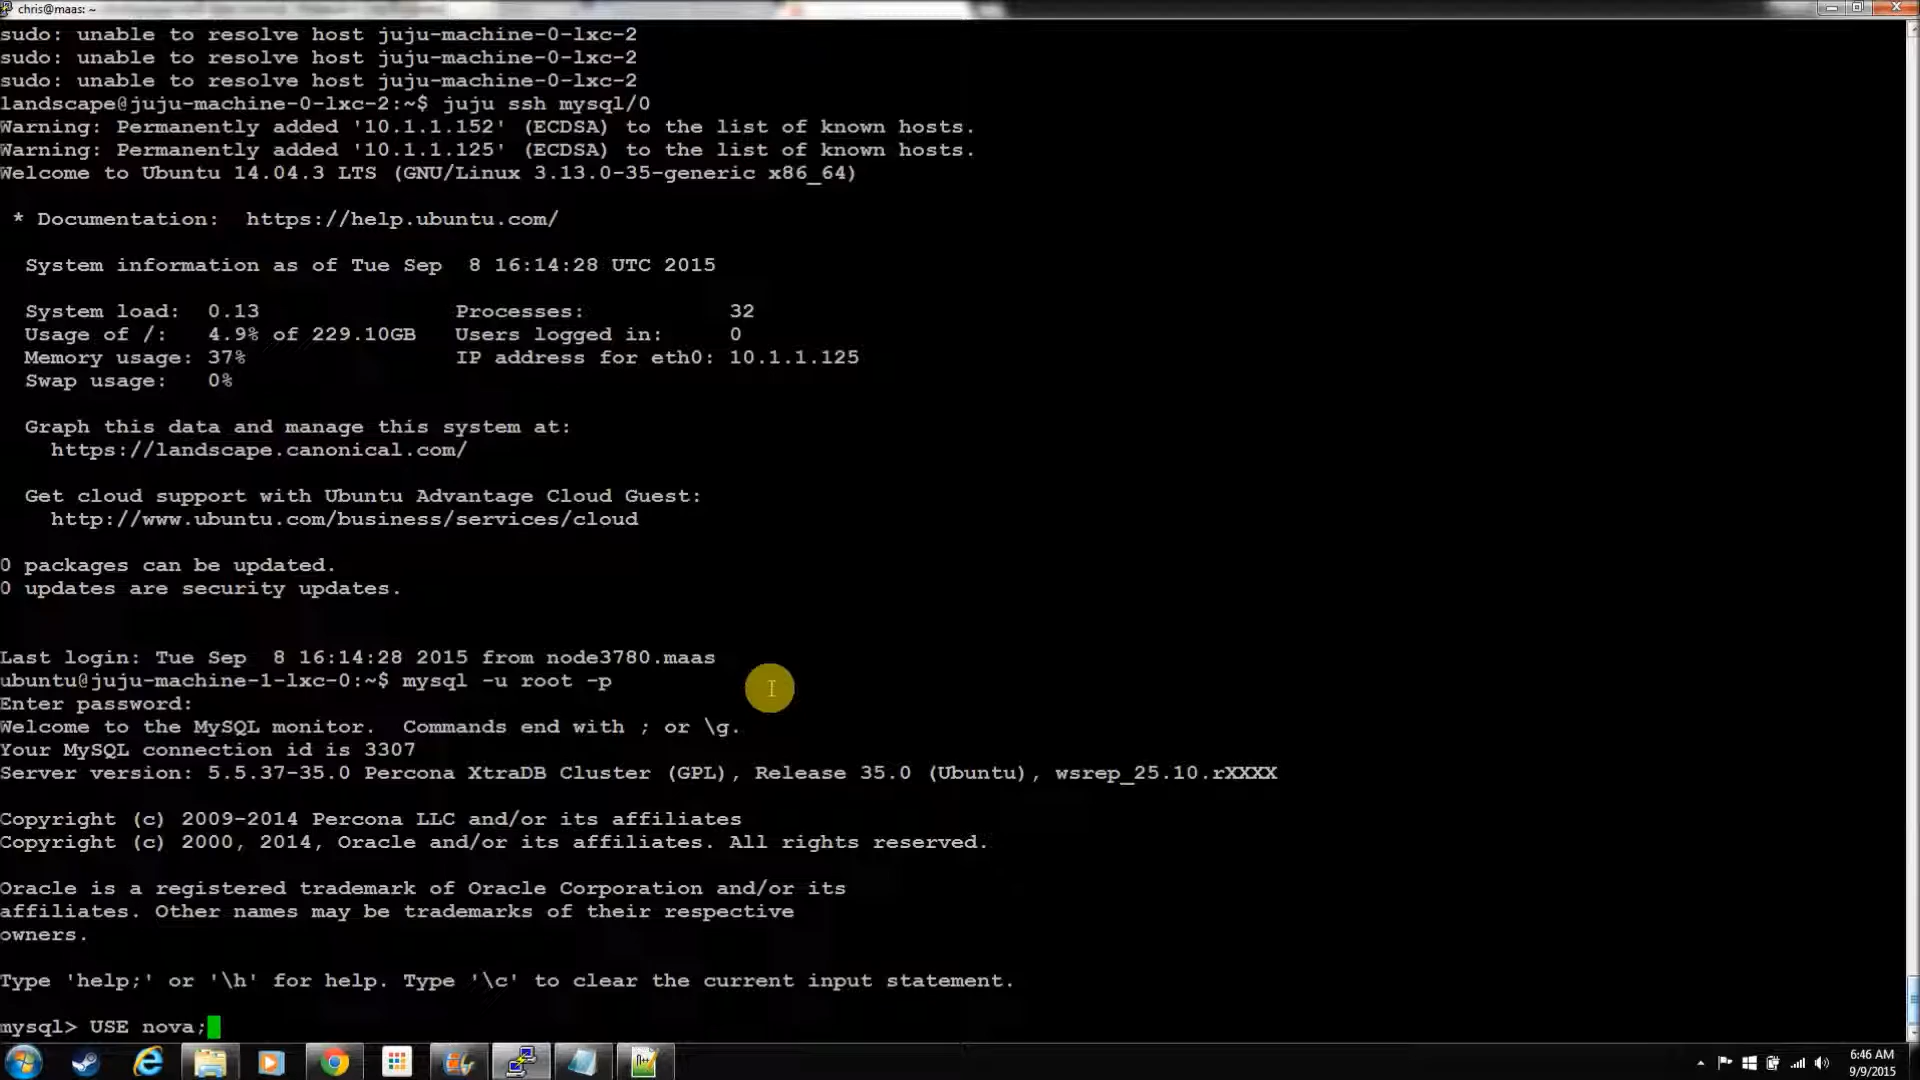 chris@maas: ~
sudo: unable to resolve host juju-machine-0-lxc-2
sudo: unable to resolve host juju-machine-0-lxc-2
sudo: unable to resolve host juju-machine-0-lxc-2
landscape@juju-machine-0-lxc-2:~$ juju ssh mysql/0
Warning: Permanently added '10.1.1.152' (ECDSA) to the list of known hosts.
Warning: Permanently added '10.1.1.125' (ECDSA) to the list of known hosts.
Welcome to Ubuntu 14.04.3 LTS (GNU/Linux 3.13.0-35-generic x86_64)
* Documentation:  https://help.ubuntu.com/
System information as of Tue Sep  8 16:14:28 UTC 2015
System load:  0.13               Processes:           32
Usage of /:   4.9% of 229.10GB   Users logged in:     0
Memory usage: 37%                IP address for eth0: 10.1.1.125
Swap usage:   0%
Graph this data and manage this system at:
https://landscape.canonical.com/
Get cloud support with Ubuntu Advantage Cloud Guest:
http://www.ubuntu.com/business/services/cloud
0 packages can be updated.
0 updates are security updates.
Last login: Tue Sep  8 16:14:28 2015 from node3780.maas
ubuntu@juju-machine-1-lxc-0:~$ mysql -u root -p
Enter password:
Welcome to the MySQL monitor.  Commands end with ; or \g.
Your MySQL connection id is 3307
Server version: 5.5.37-35.0 Percona XtraDB Cluster (GPL), Release 35.0 (Ubuntu), wsrep_25.10.rXXXX
Copyright (c) 2009-2014 Percona LLC and/or its affiliates
Copyright (c) 2000, 2014, Oracle and/or its affiliates. All rights reserved.
Oracle is a registered trademark of Oracle Corporation and/or its
affiliates. Other names may be trademarks of their respective
owners.
Type 'help;' or '\h' for help. Type '\c' to clear the current input statement.
mysql> USE nova;
6:46 AM
9/9/2015